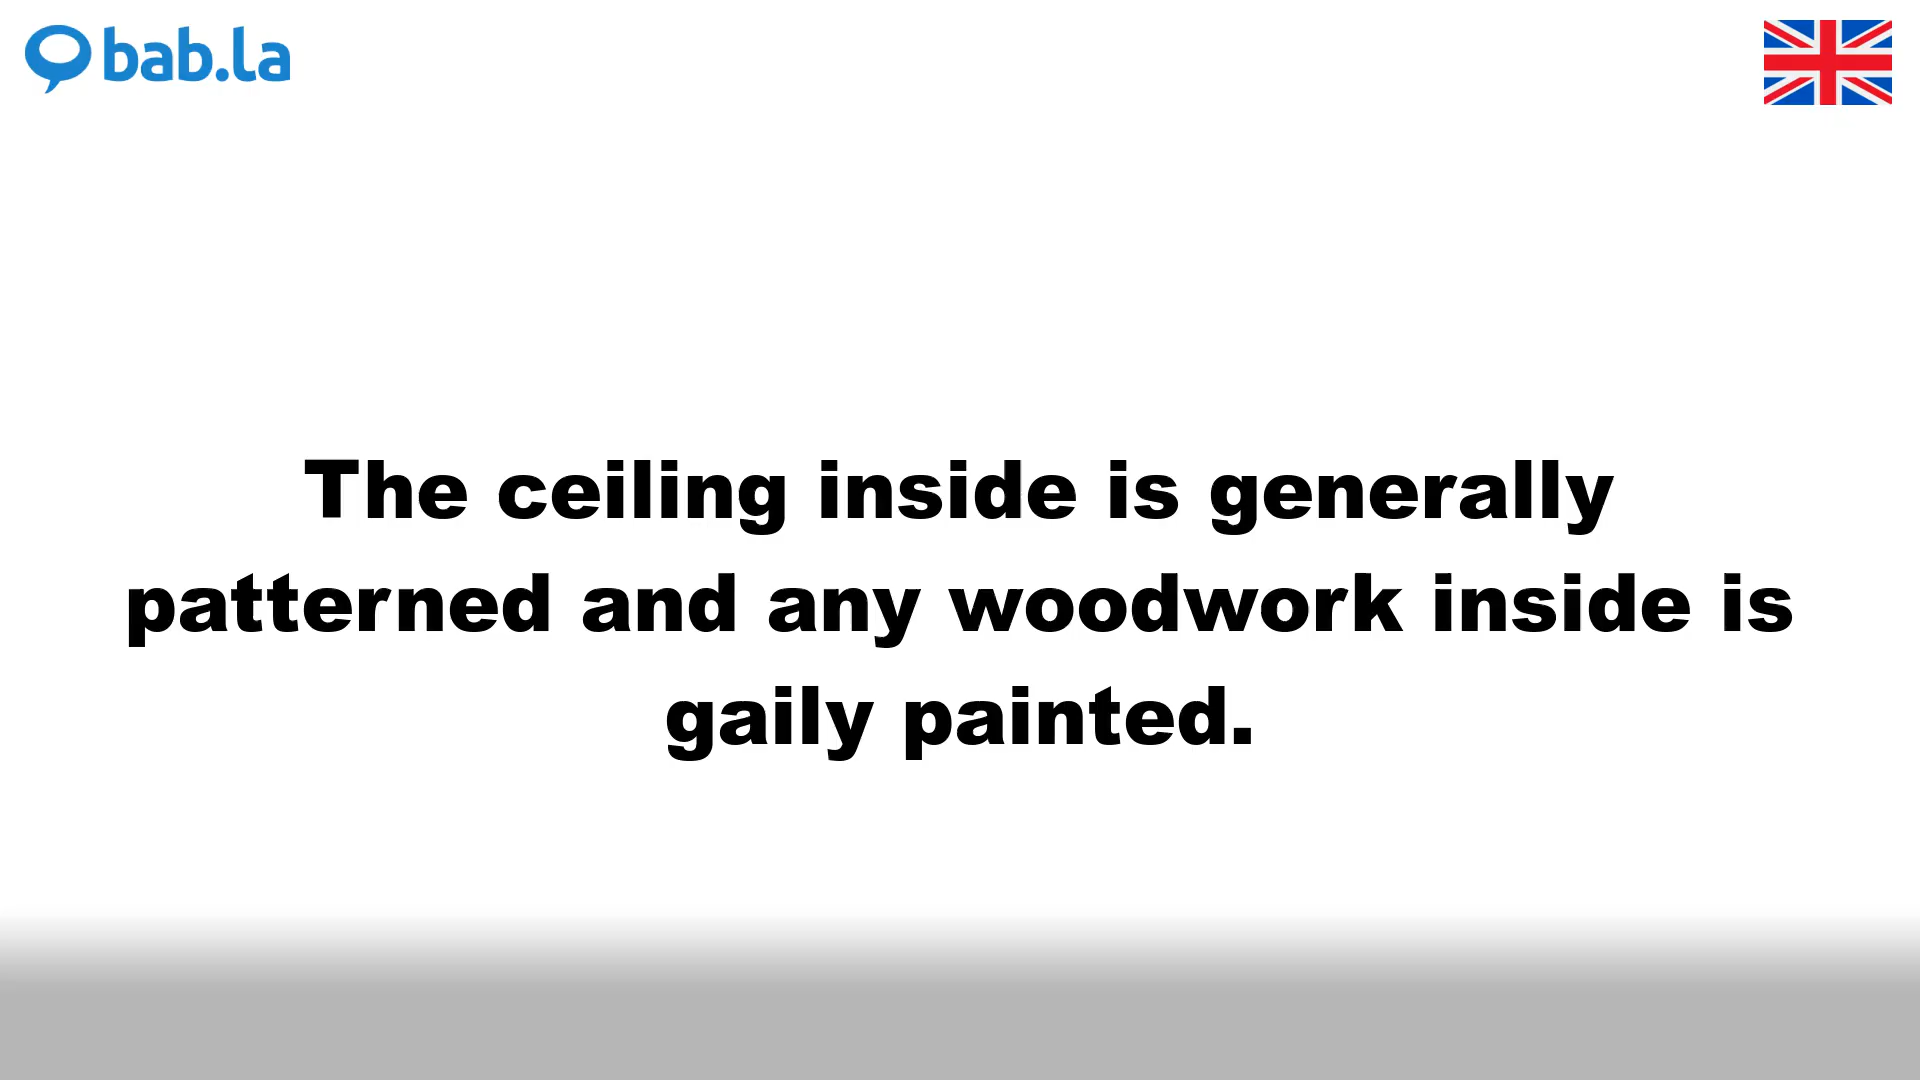 bab.la
The ceiling inside is generally
patterned and any woodwork inside is
gaily painted.